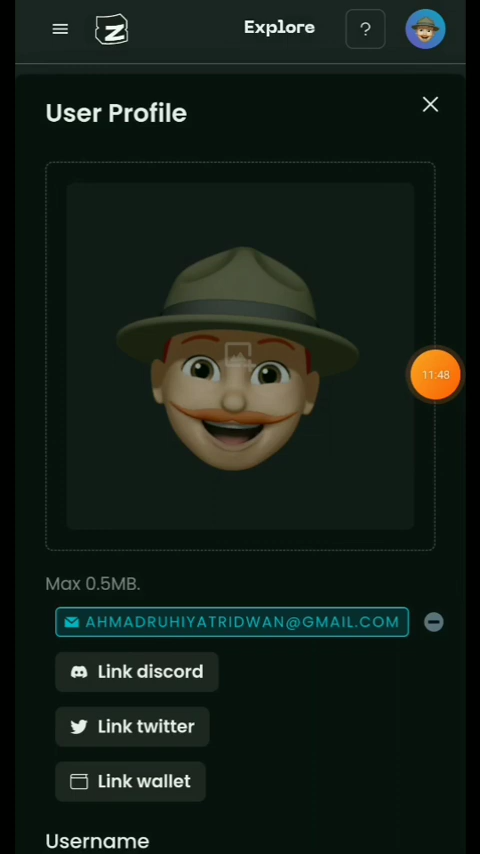 Z
Explore
?
User Profile
11:48
Max 0.5MB.
AHMADRUHIYATRIDWAN@GMAIL.COM
Link discord
Link twitter
Link wallet
Username